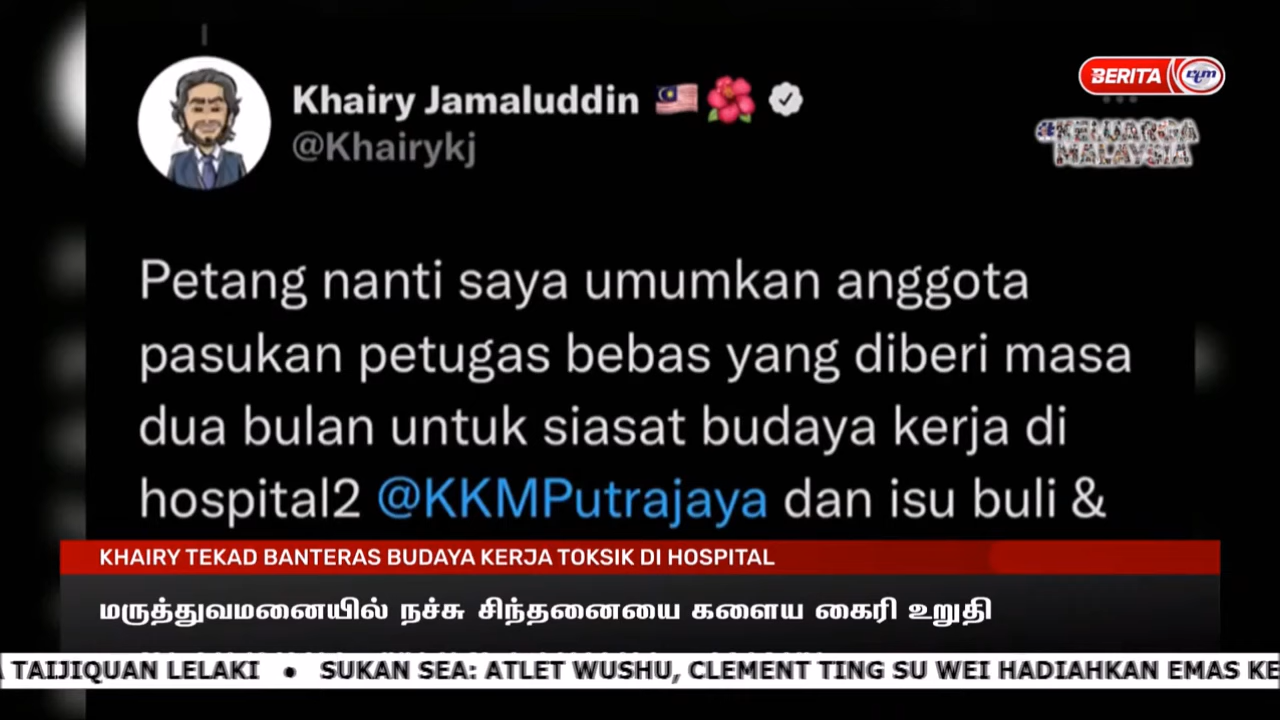 Khairy Jamaluddin
@Khairykj
BERITA rtm
#KELUARGA
MALAYSIA
Petang nanti saya umumkan anggota
pasukan petugas bebas yang diberi masa
dua bulan untuk siasat budaya kerja di
hospital2 @KKMPutrajaya dan isu buli &
KHAIRY TEKAD BANTERAS BUDAYA KERJA TOKSIK DI HOSPITAL
மருத்துவமனையில் நச்சு சிந்தனையை களைய கைரி உறுதி
TAIJIQUAN LELAKI • SUKAN SEA: ATLET WUSHU, CLEMENT TING SU WEI HADIAHKAN EMAS KE